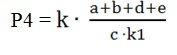 P4 = k · (a+b+d+e)/(c·k1)